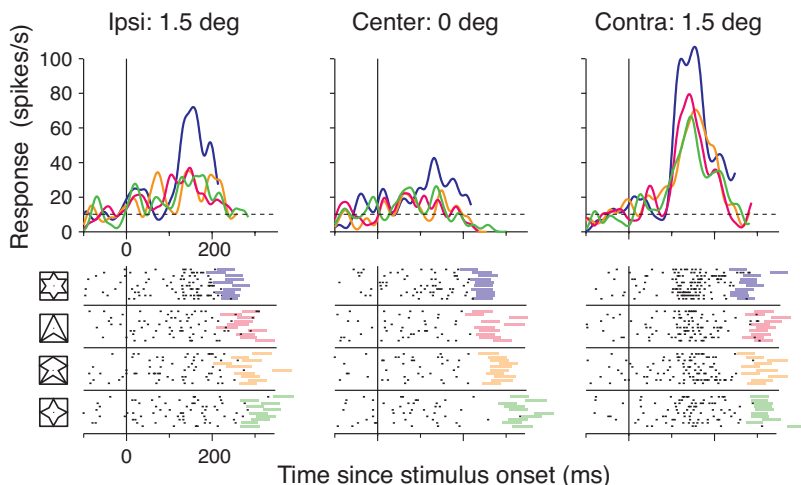 Ipsi: 1.5 deg
Center: 0 deg
Contra: 1.5 deg
Response (spikes/s)
100
80
60
40
20
0
0
200
0
200
Time since stimulus onset (ms)